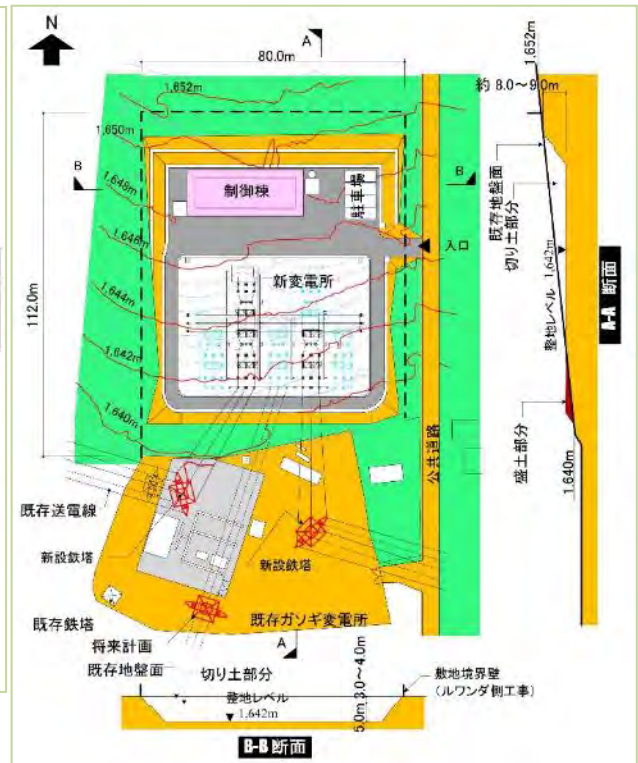 N
A
80.0m
1,652m
1,652m
約 8.0～9.0m
1,650m
B
制御棟
駐車場
B
1,648m
既存地盤面
切り土部分
1,646m
入口
新変電所
整地レベル 1,642m
A-A 断面
1,644m
112.0m
1,642m
1,640m
公共道路
盛土部分
1,640m
既存送電線
新設鉄塔
新設鉄塔
既存鉄塔
既存ガソギ変電所
将来計画
A
既存地盤面
切り土部分
敷地境界壁
(ルワンダ側工事)
整地レベル
1,642m
5.0m
3.0～4.0m
B-B 断面